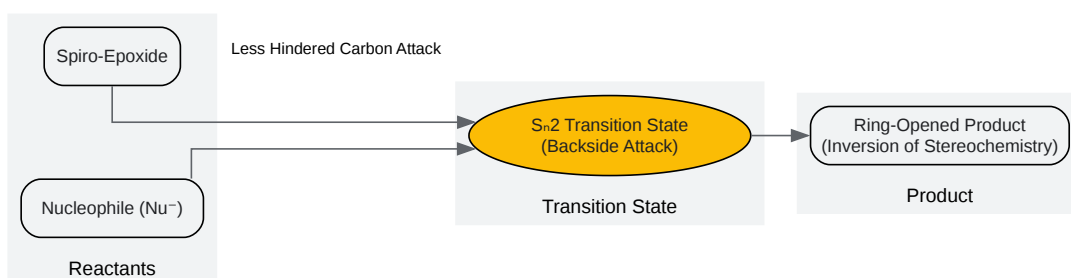 Spiro-Epoxide
Less Hindered Carbon Attack
Nucleophile (Nu⁻)
Reactants
Sₙ2 Transition State
(Backside Attack)
Transition State
Ring-Opened Product
(Inversion of Stereochemistry)
Product